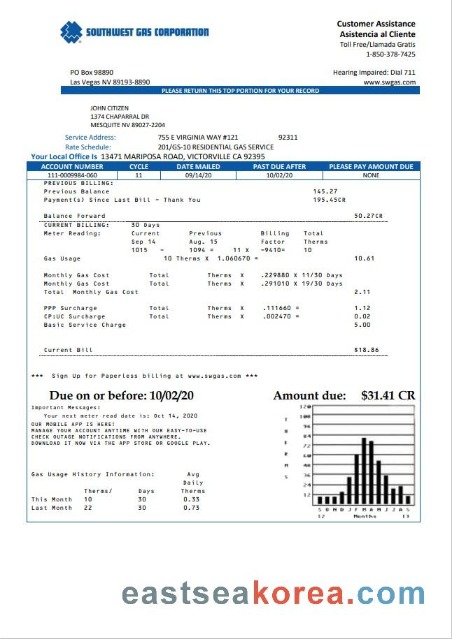 SOUTHWEST GAS CORPORATION
Customer Assistance
Asistencia al Cliente
Toll Free/Llamada Gratis
1-850-378-7425
PO Box 98890
Las Vegas NV 89193-8890
Hearing Impaired: Dial 711
www.swgas.com
PLEASE RETURN THIS TOP PORTION FOR YOUR RECORD
JOHN CITIZEN
1374 CHAPARRAL DR
MESQUITE NV 89027-2204
Service Address: 755 E VIRGINIA WAY #121 92311
Rate Schedule: 201/GS-10 RESIDENTIAL GAS SERVICE
Your Local Office Is 13471 MARIPOSA ROAD, VICTORVILLE CA 92395
ACCOUNT NUMBER CYCLE DATE MAILED PAST DUE AFTER PLEASE PAY AMOUNT DUE
111-0009984-060 11 09/14/20 10/02/20 NONE
PREVIOUS BILLING:
Previous Balance 145.27
Payment(s) Since Last Bill - Thank You 195.45CR
Balance Forward 50.27CR
CURRENT BILLING: 30 Days
Meter Reading: Current Previous Billing Total
Sep 14 Aug. 15 Factor Therms
1015 - 1094 = 11 X -9410= 10
Gas Usage 10 Therms X 1.060670 = 10.61
Monthly Gas Cost Total Therms X .229880 X 11/30 Days
Monthly Gas Cost Total Therms X .291010 X 19/30 Days
Total Monthly Gas Cost 2.11
PPP Surcharge Total Therms X .111660 = 1.12
CP:UC Surcharge Total Therms X .002470 = 0.02
Basic Service Charge 5.00
Current Bill $18.86
*** Sign Up for Paperless billing at www.swgas.com ***
Due on or before: 10/02/20 Amount due: $31.41 CR
Important Messages:
Your next meter read date is: Oct 14, 2020
OUR MOBILE APP IS HERE!
MANAGE YOUR ACCOUNT ANYTIME WITH OUR EASY-TO-USE
CHECK OUTAGE NOTIFICATIONS FROM ANYWHERE.
DOWNLOAD IT NOW VIA THE APP STORE OR GOOGLE PLAY.
Gas Usage History Information: Avg
Daily
Therms/ Days Therms
This Month 10 30 0.33
Last Month 22 30 0.73
THERMS
120
108
96
84
72
60
48
36
24
12
S O N D J F M A M J J A S
12 Months 13
eastseakorea.com